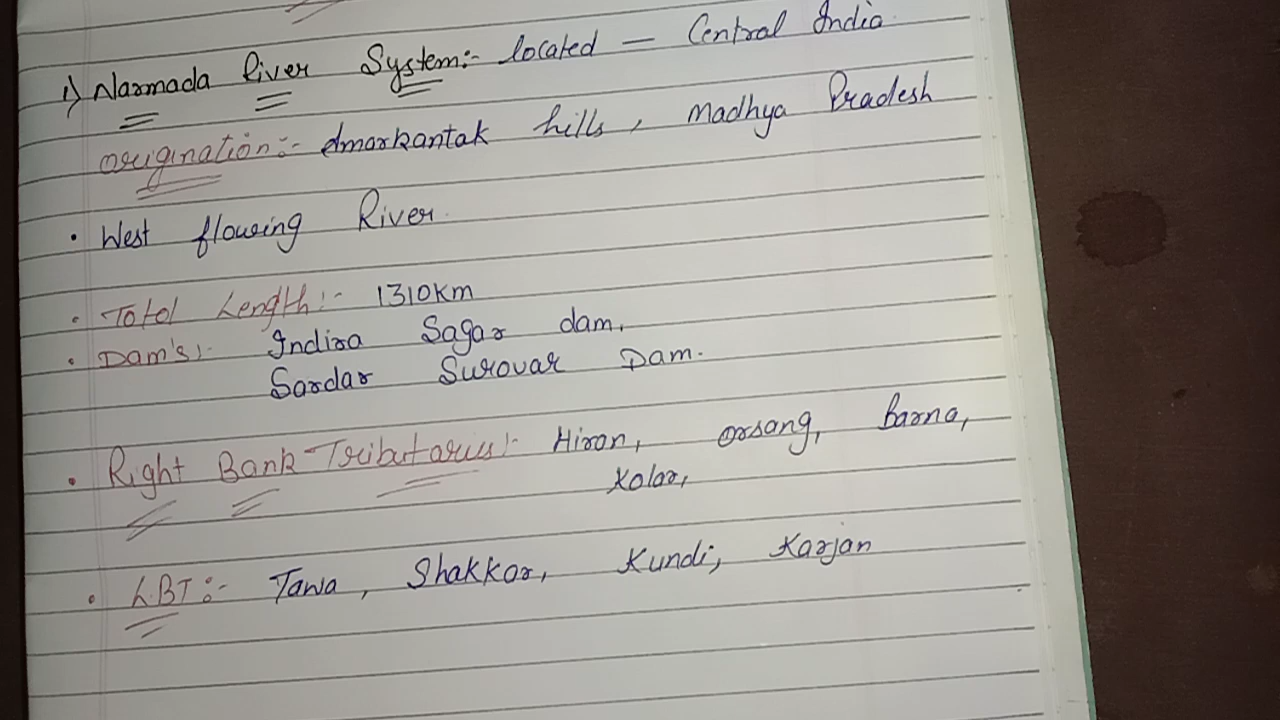 1) Narmada River System:- located — Central India
origination:- Amarkantak hills, Madhya Pradesh
• West flowing River.
• Total Length:- 1310km
• Dam's:- Indira Sagar dam.
Sardar Surovar Dam.
• Right Bank Tributaries:- Hiran, orsang, Barna,
Kolar,
• LBT:- Tawa, Shakkar, Kundi, Karjan